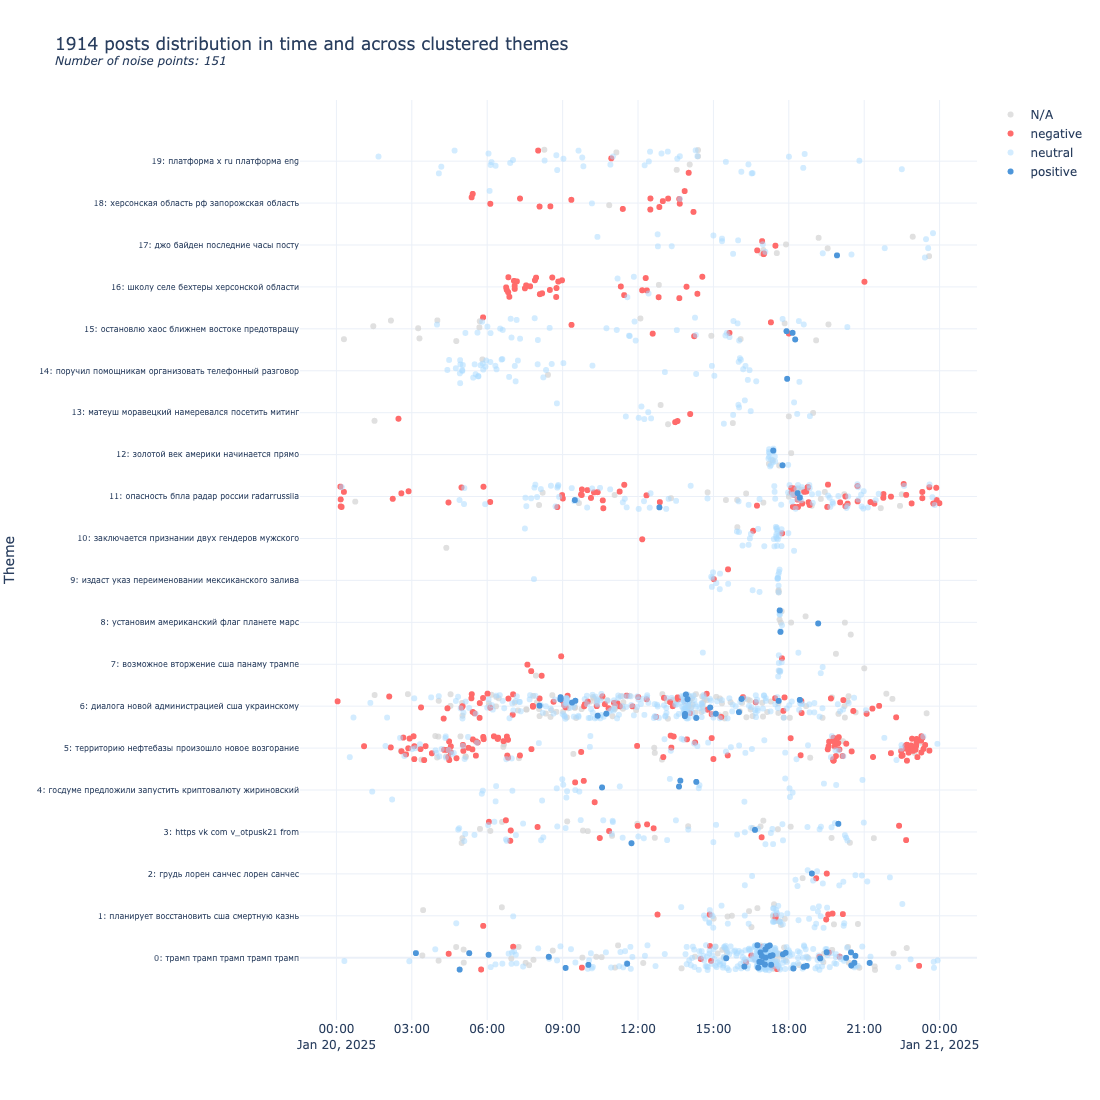 1914 posts distribution in time and across clustered themes
Number of noise points: 151
N/A
negative
neutral
positive
19: платформа x ru платформа eng
18: херсонская область рф запорожская область
17: джо байден последние часы посту
16: школу селе бехтеры херсонской области
15: остановлю хаос ближнем востоке предотвращу
14: поручил помощникам организовать телефонный разговор
13: матеуш моравецкий намеревался посетить митинг
12: золотой век америки начинается прямо
11: опасность бпла радар россии radarrussiia
10: заключается признании двух гендеров мужского
9: издаст указ переименовании мексиканского залива
8: установим американский флаг планете марс
7: возможное вторжение сша панаму трампе
6: диалога новой администрацией сша украинскому
5: территорию нефтебазы произошло новое возгорание
4: госдуме предложили запустить криптовалюту жириновский
3: https vk com v_otpusk21 from
2: грудь лорен санчес лорен санчес
1: планирует восстановить сша смертную казнь
0: трамп трамп трамп трамп трамп
Theme
00:00 03:00 06:00 09:00 12:00 15:00 18:00 21:00 00:00
Jan 20, 2025 Jan 21, 2025